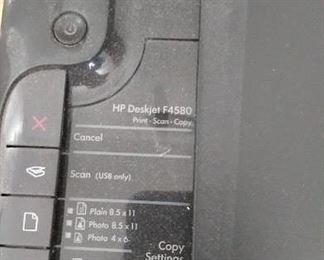 HP Deskjet F4580
Print · Scan · Copy
Cancel
Scan (USB only)
Plain 8.5 x 11
Photo 8.5 x 11
Photo 4 x 6
Copy
Settings